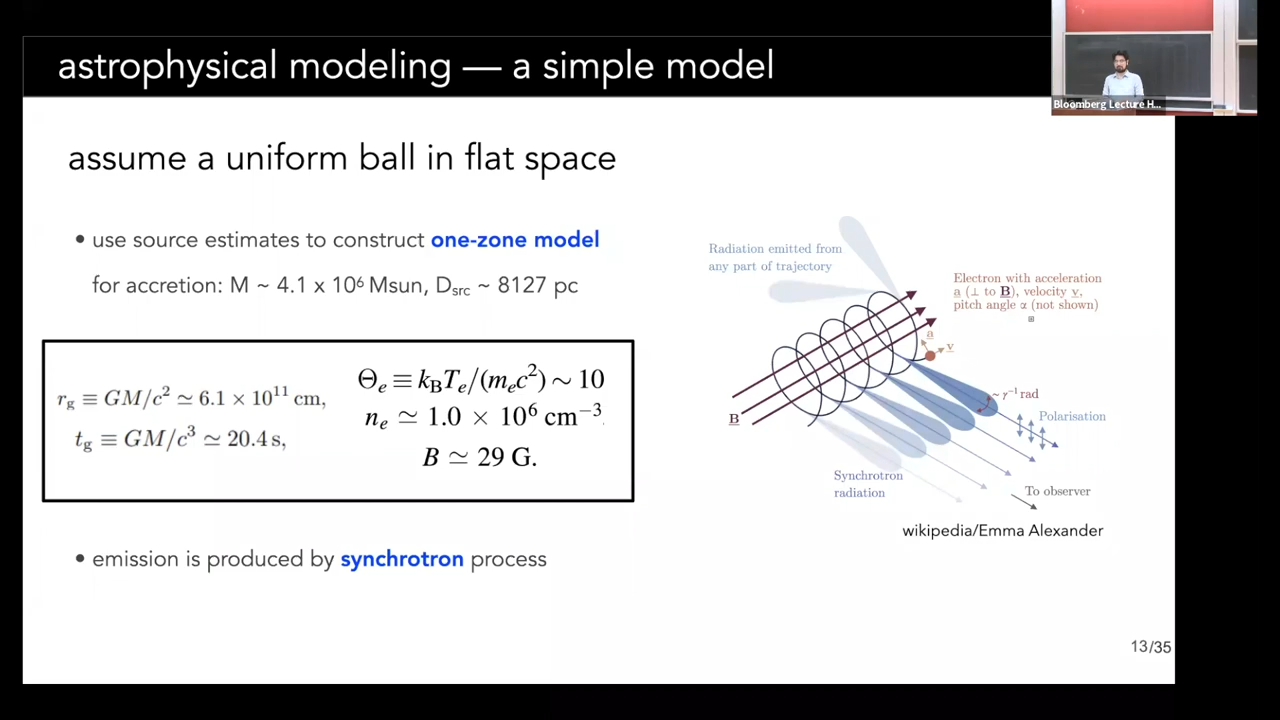 astrophysical modeling — a simple model
Bloomberg Lecture H...
assume a uniform ball in flat space
• use source estimates to construct one-zone model
for accretion: M ~ 4.1 x 10⁶ Msun, Dsrc ~ 8127 pc
r_g ≡ GM/c² ≃ 6.1 × 10¹¹ cm,
t_g ≡ GM/c³ ≃ 20.4 s,
Θ_e ≡ k_B T_e/(m_e c²) ~ 10
n_e ≃ 1.0 × 10⁶ cm⁻³.
B ≃ 29 G.
• emission is produced by synchrotron process
Radiation emitted from
any part of trajectory
Electron with acceleration
a (⊥ to B), velocity v,
pitch angle α (not shown)
a
v
B
~ γ⁻¹ rad
Polarisation
Synchrotron
radiation
To observer
wikipedia/Emma Alexander
13/35